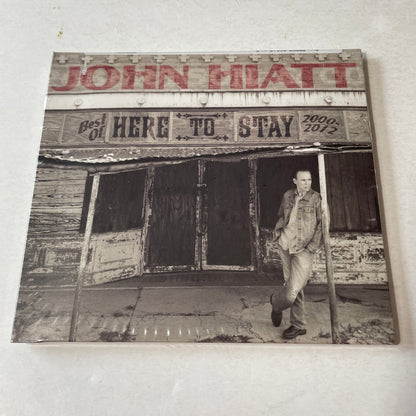 JOHN HIATT
Best Of HERE TO STAY 2000-2012